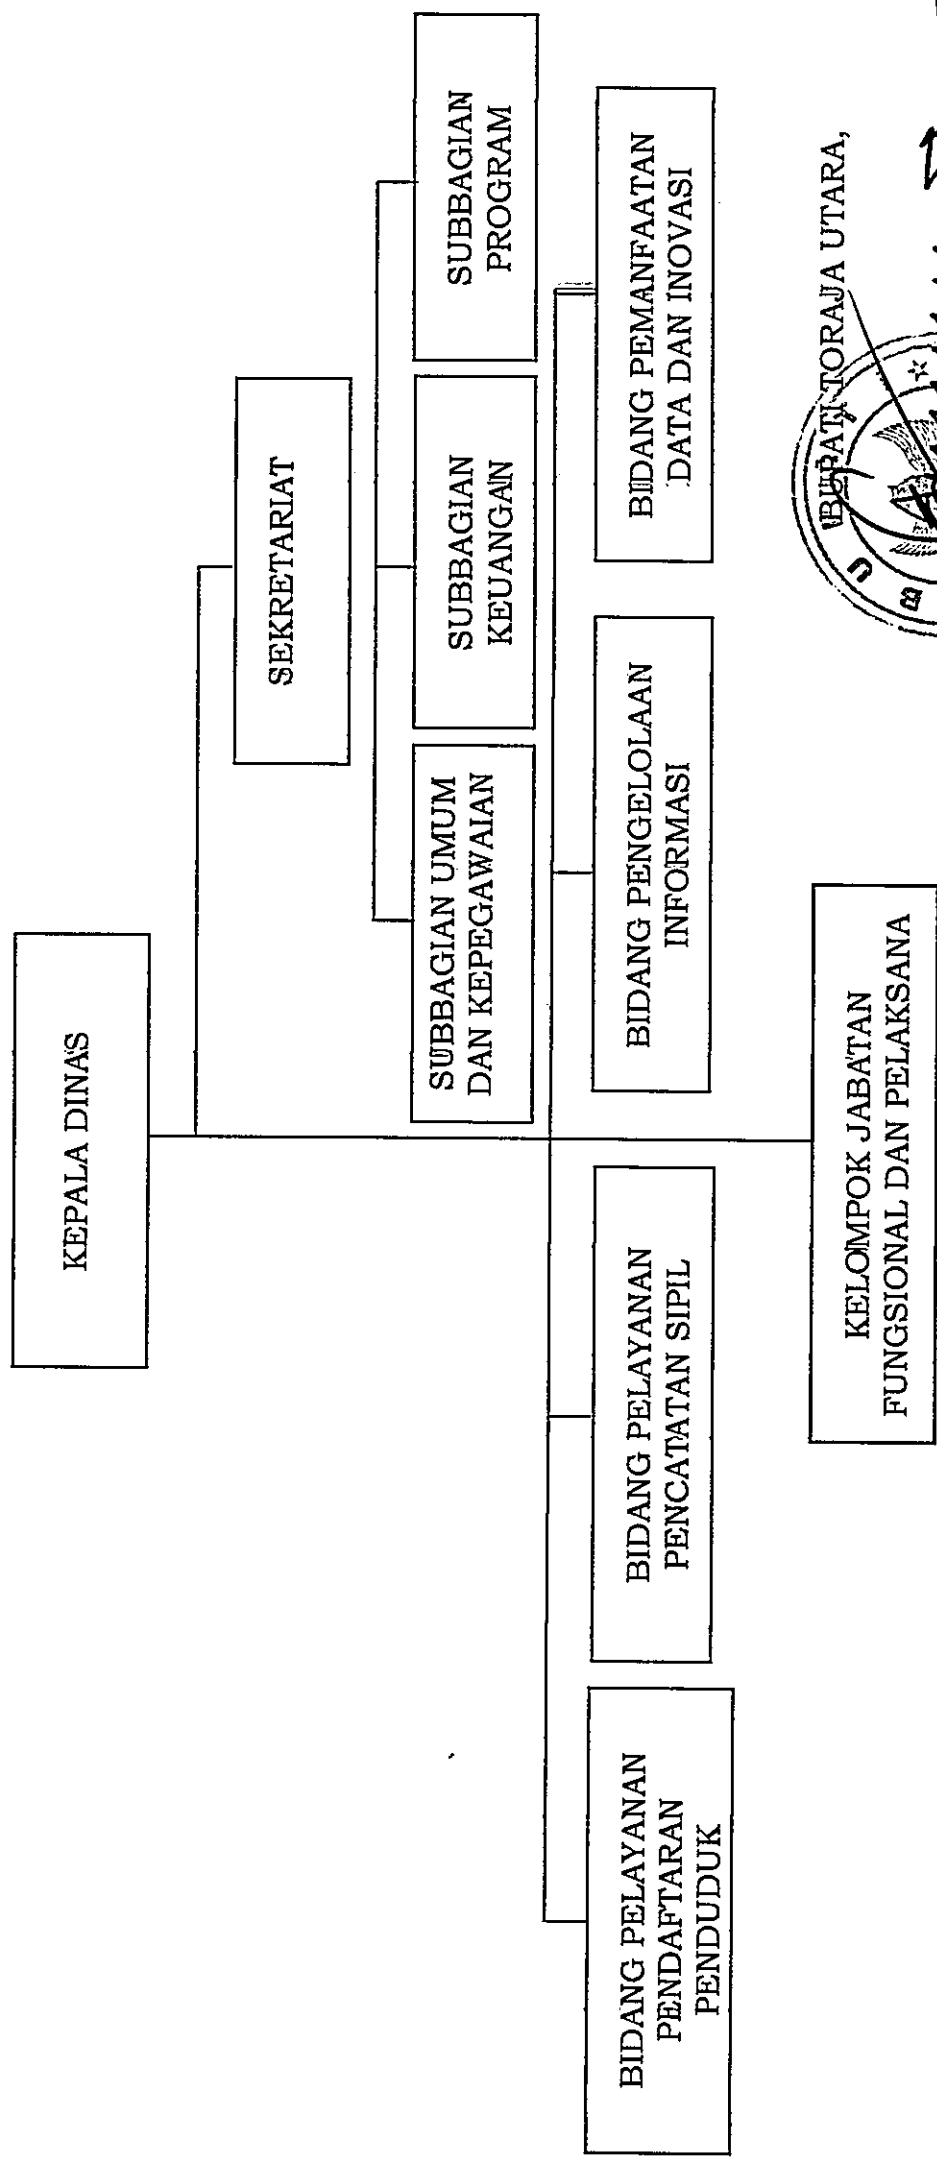 KEPALA DINAS
SEKRETARIAT
SUBBAGIAN UMUM
DAN KEPEGAWAIAN
SUBBAGIAN
KEUANGAN
SUBBAGIAN
PROGRAM
BIDANG PELAYANAN
PENDAFTARAN
PENDUDUK
BIDANG PELAYANAN
PENCATATAN SIPIL
BIDANG PENGELOLAAN
INFORMASI
BIDANG PEMANFAATAN
DATA DAN INOVASI
KELOMPOK JABATAN
FUNGSIONAL DAN PELAKSANA
BUPATI TORAJA UTARA,
B U